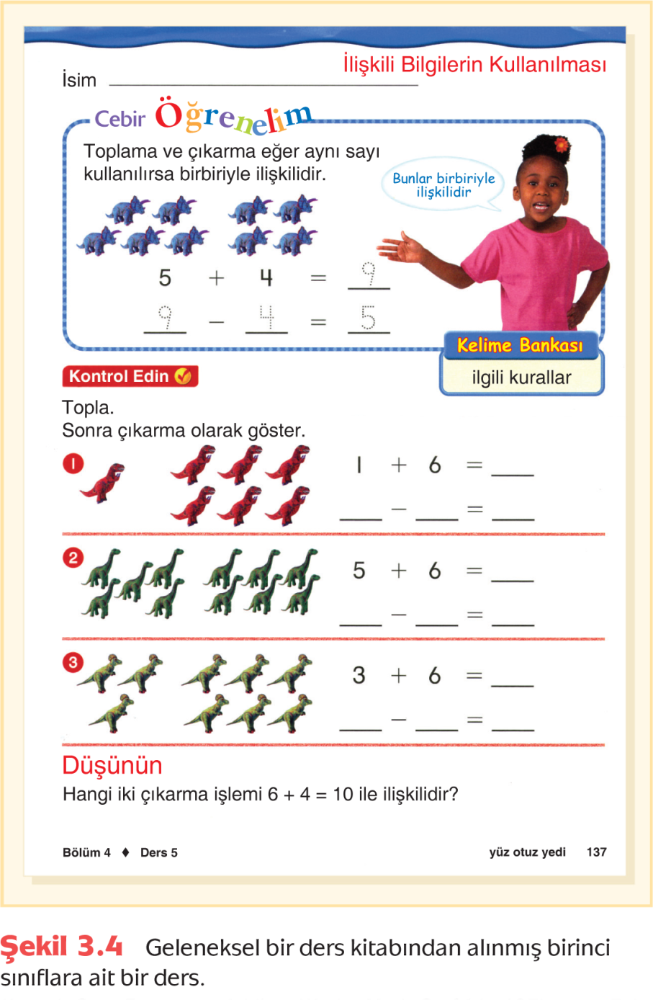 İlişkili Bilgilerin Kullanılması
İsim
Cebir Öğrenelim
Toplama ve çıkarma eğer aynı sayı
kullanılırsa birbiriyle ilişkilidir.
Bunlar birbiriyle
ilişkilidir
5 + 4 = 9
9 - 4 = 5
Kelime Bankası
ilgili kurallar
Kontrol Edin
Topla.
Sonra çıkarma olarak göster.
1
1 + 6 = ___
___ - ___ = ___
2
5 + 6 = ___
___ - ___ = ___
3
3 + 6 = ___
___ - ___ = ___
Düşünün
Hangi iki çıkarma işlemi 6 + 4 = 10 ile ilişkilidir?
Bölüm 4 ♦ Ders 5 yüz otuz yedi 137
Şekil 3.4 Geleneksel bir ders kitabından alınmış birinci
sınıflara ait bir ders.